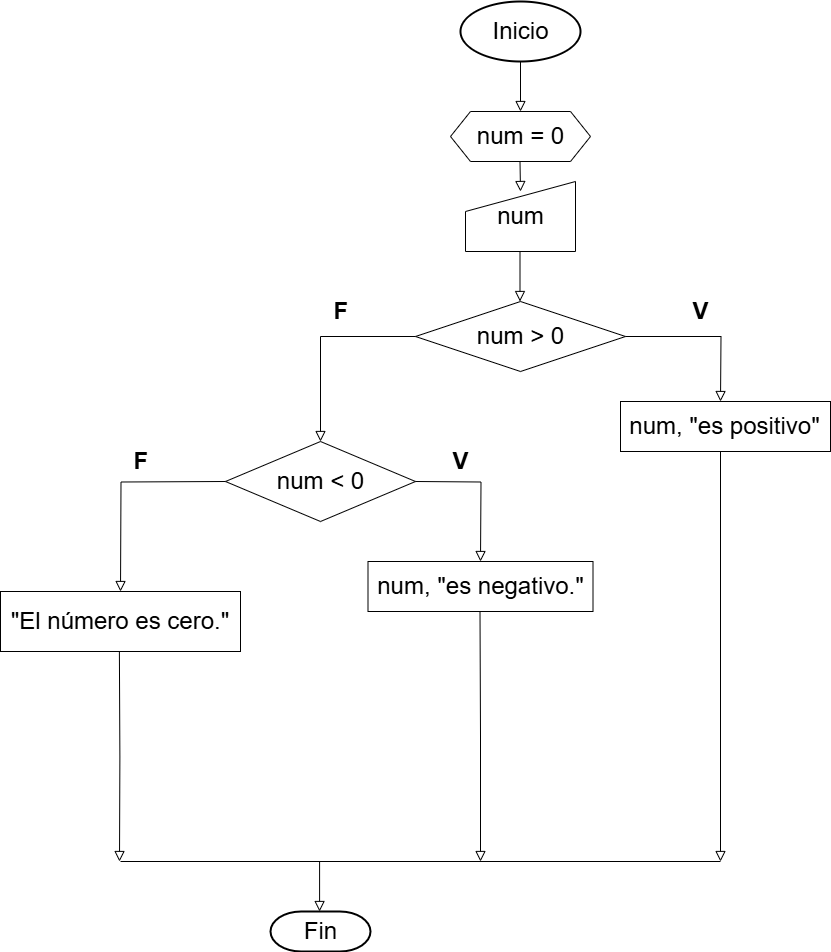 Inicio
num = 0
num
F
V
num > 0
num, "es positivo"
F
V
num < 0
num, "es negativo."
"El número es cero."
Fin